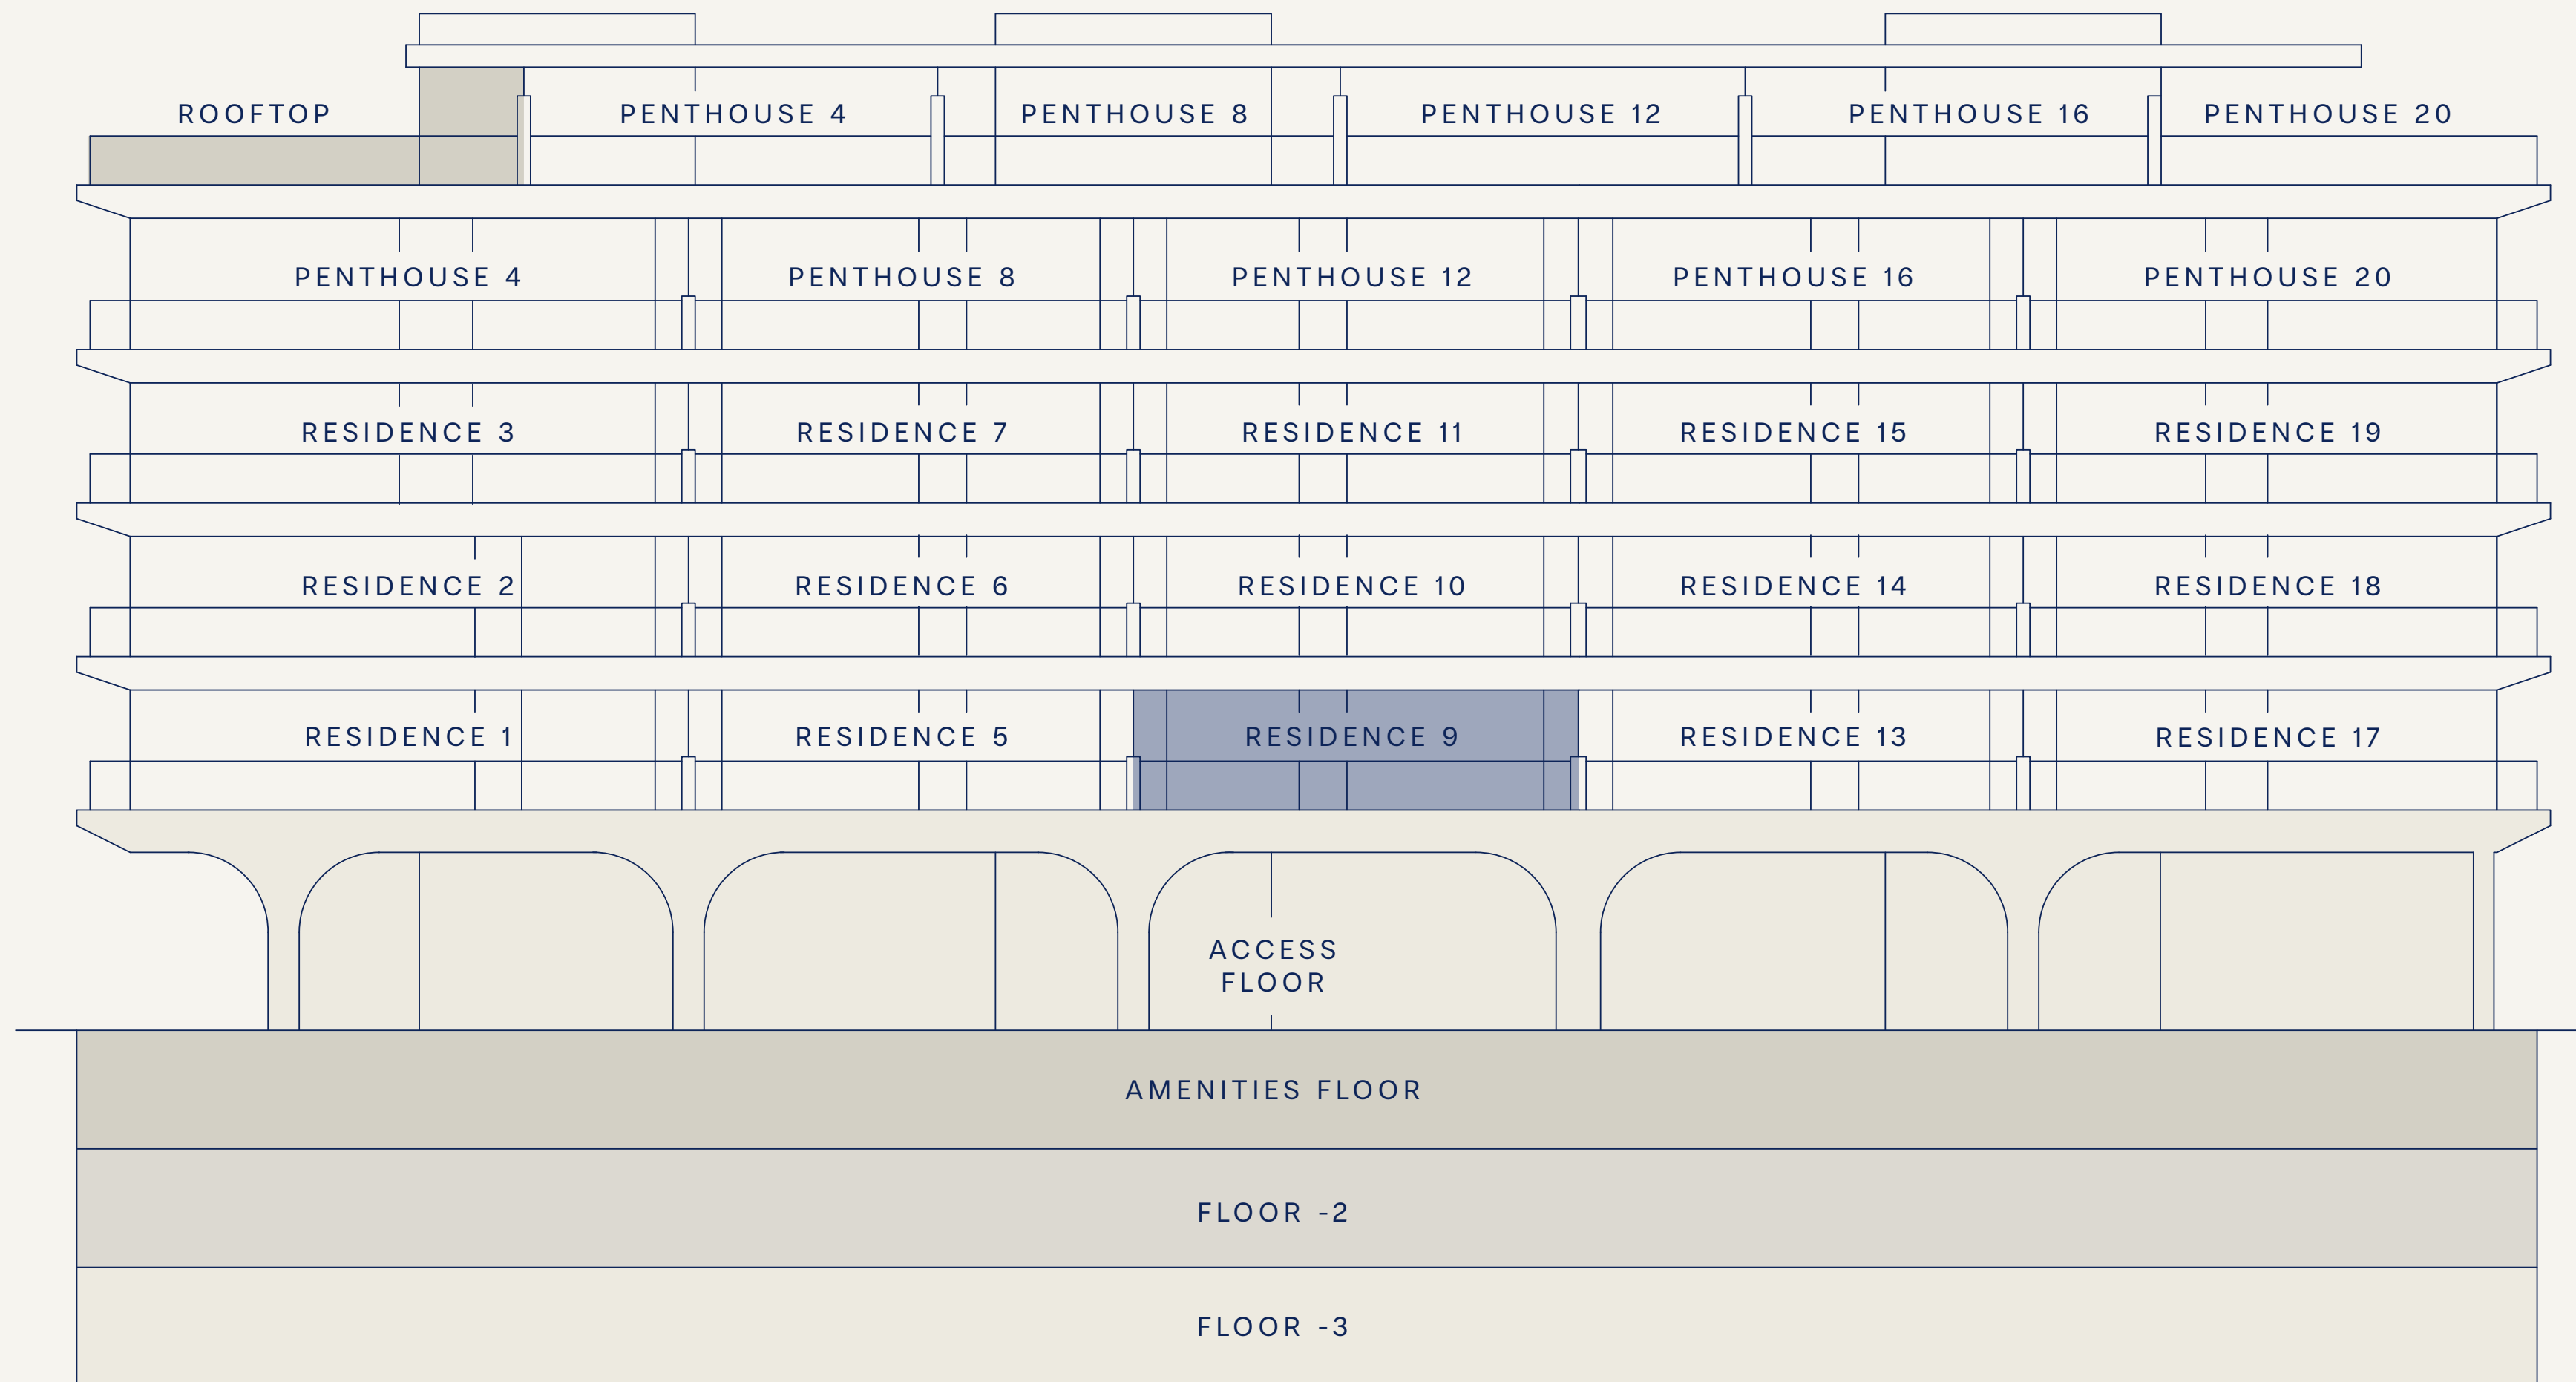 ROOFTOP
PENTHOUSE 4
PENTHOUSE 8
PENTHOUSE 12
PENTHOUSE 16
PENTHOUSE 20
PENTHOUSE 4
PENTHOUSE 8
PENTHOUSE 12
PENTHOUSE 16
PENTHOUSE 20
RESIDENCE 3
RESIDENCE 7
RESIDENCE 11
RESIDENCE 15
RESIDENCE 19
RESIDENCE 2
RESIDENCE 6
RESIDENCE 10
RESIDENCE 14
RESIDENCE 18
RESIDENCE 1
RESIDENCE 5
RESIDENCE 9
RESIDENCE 13
RESIDENCE 17
ACCESS
FLOOR
AMENITIES FLOOR
FLOOR -2
FLOOR -3